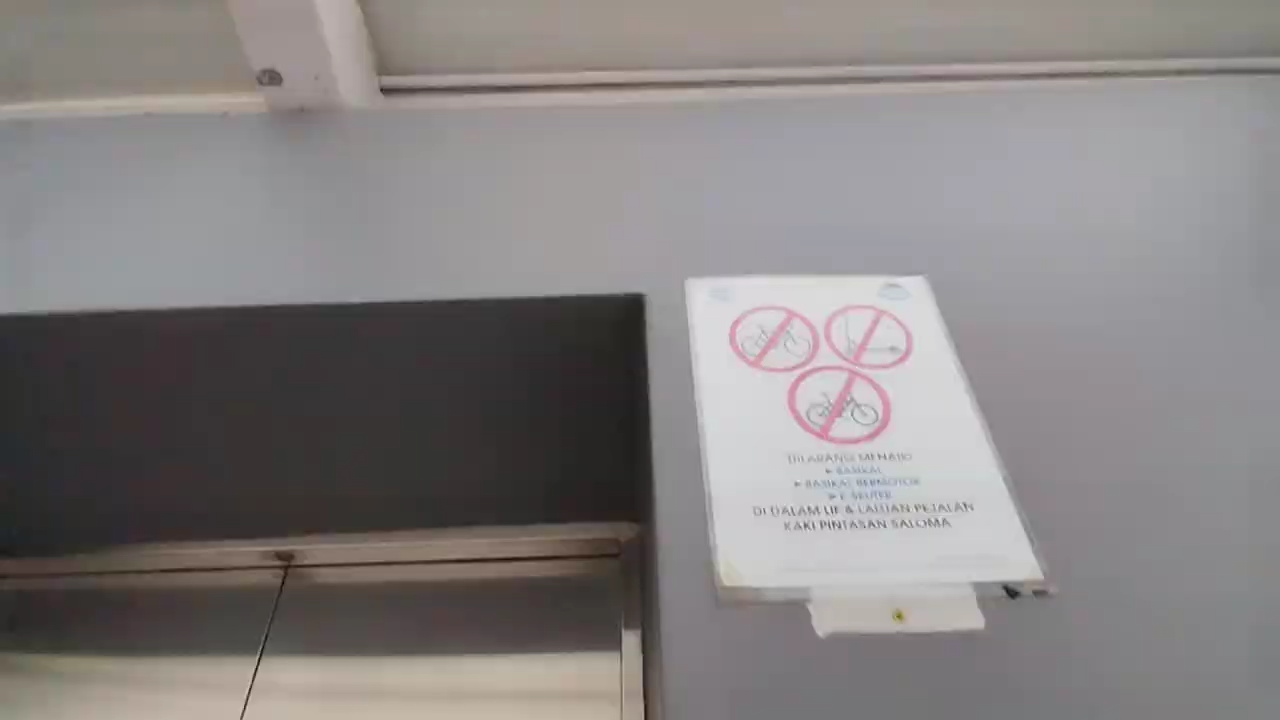 DILARANG MENAIKI
➤ BASIKAL
➤ BASIKAL BERMOTOR
➤ E-SKUTER
DI DALAM LIF & LALUAN PEJALAN
KAKI PINTASAN SALOMA